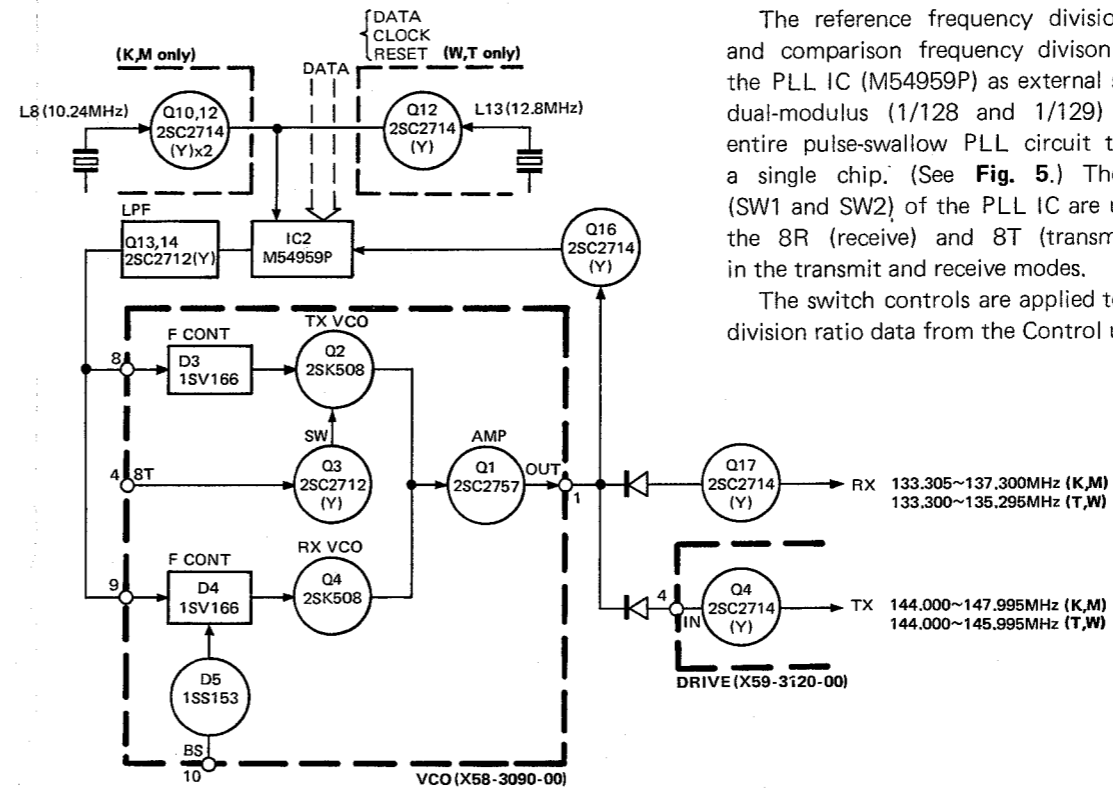 DATA
CLOCK
RESET (W,T only)
(K,M only)
DATA
L8 (10.24MHz)
Q10,12
2SC2714
(Y)x2
Q12
2SC2714
(Y)
L13 (12.8MHz)
LPF
Q13,14
2SC2712(Y)
IC2
M54959P
Q16
2SC2714
(Y)
TX VCO
F CONT
8
D3
1SV166
Q2
2SK508
SW
AMP
4
8T
Q3
2SC2712
(Y)
Q1
2SC2757
OUT
1
F CONT
RX VCO
9
D4
1SV166
Q4
2SK508
D5
1SS153
BS
10
VCO (X58-3090-00)
Q17
2SC2714
(Y)
RX 133.305~137.300MHz (K,M)
133.300~135.295MHz (T,W)
4
IN
Q4
2SC2714
(Y)
TX 144.000~147.995MHz (K,M)
144.000~145.995MHz (T,W)
DRIVE (X59-3120-00)
The reference frequency divisio
and comparison frequency divison
the PLL IC (M54959P) as external s
dual-modulus (1/128 and 1/129)
entire pulse-swallow PLL circuit t
a single chip. (See Fig. 5.) The
(SW1 and SW2) of the PLL IC are u
the 8R (receive) and 8T (transm
in the transmit and receive modes.
The switch controls are applied to
division ratio data from the Control u